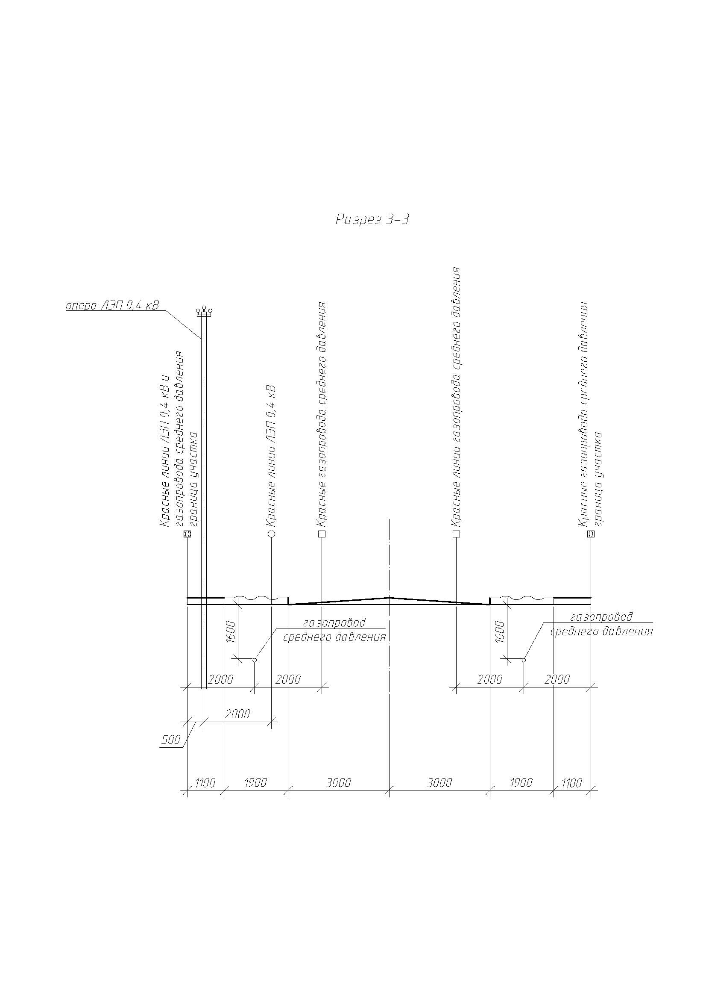 Разрез 3-3
опора ЛЭП 0,4 кВ
Красные линии ЛЭП 0,4 кВ и
газопровода среднего давления
граница участка
Красные линии ЛЭП 0,4 кВ
Красные газопровода среднего давления
Красные линии газопровода среднего давления
Красные газопровода среднего давления
граница участка
1600
газопровод
среднего давления
1600
газопровод
среднего давления
2000
2000
2000
2000
2000
500
1100
1900
3000
3000
1900
1100